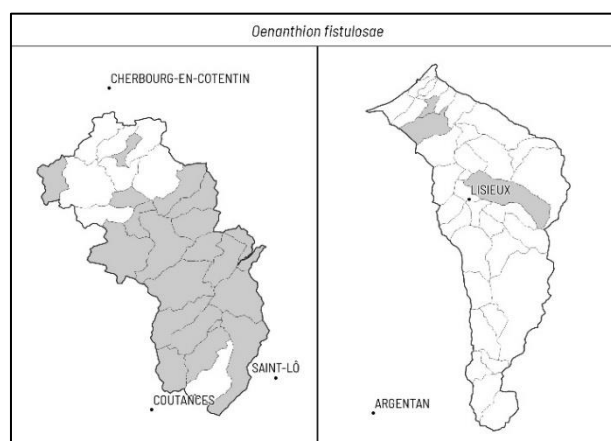 Oenanthion fistulosae
CHERBOURG-EN-COTENTIN
SAINT-LÔ
COUTANCES
LISIEUX
ARGENTAN